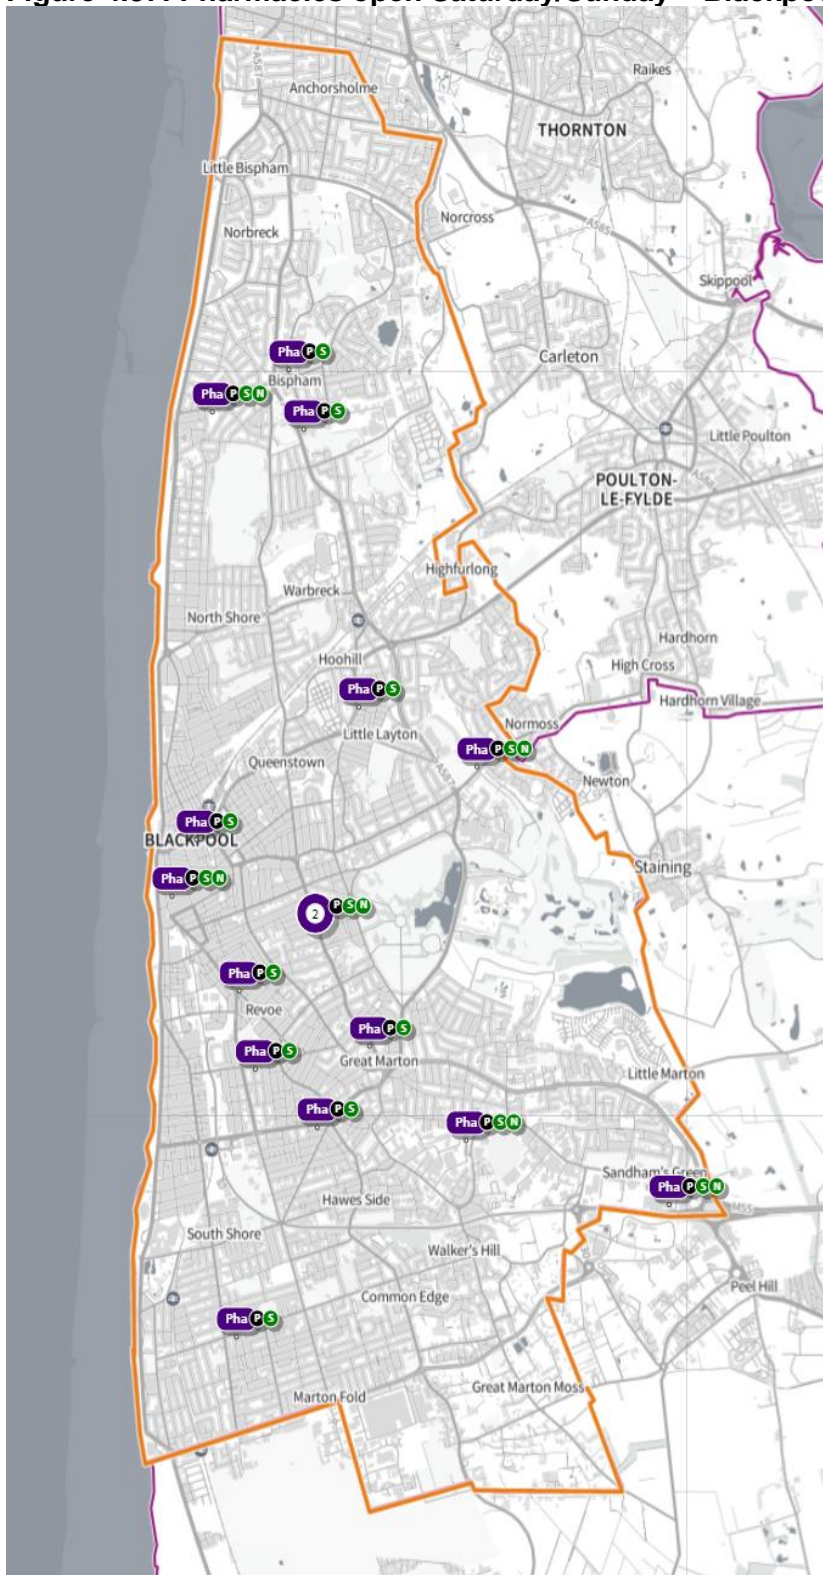 Raikes
Anchorsholme
THORNTON
A587
Little Bispham
Norcross
A585
Norbreck
Skippool
Pha P S
Carleton
Bispham
Pha P S N
Pha P S
Little Poulton
POULTON-
LE-FYLDE
Highfurlong
Warbreck
North Shore
Hardhorn
Hoohill
High Cross
Pha P S
Hardhorn Village
Normoss
Little Layton
Pha P S N
Queenstown
Newton
Pha P S
BLACKPOOL
Staining
Pha P S N
2 P S N
Pha P S
Revoe
Pha P S
Pha P S
Great Marton
Little Marton
Pha P S
Pha P S N
Sandham's Green
Pha P S N
Hawes Side
M55
South Shore
Walker's Hill
Peel Hill
Common Edge
Pha P S
Great Marton Moss
Marton Fold